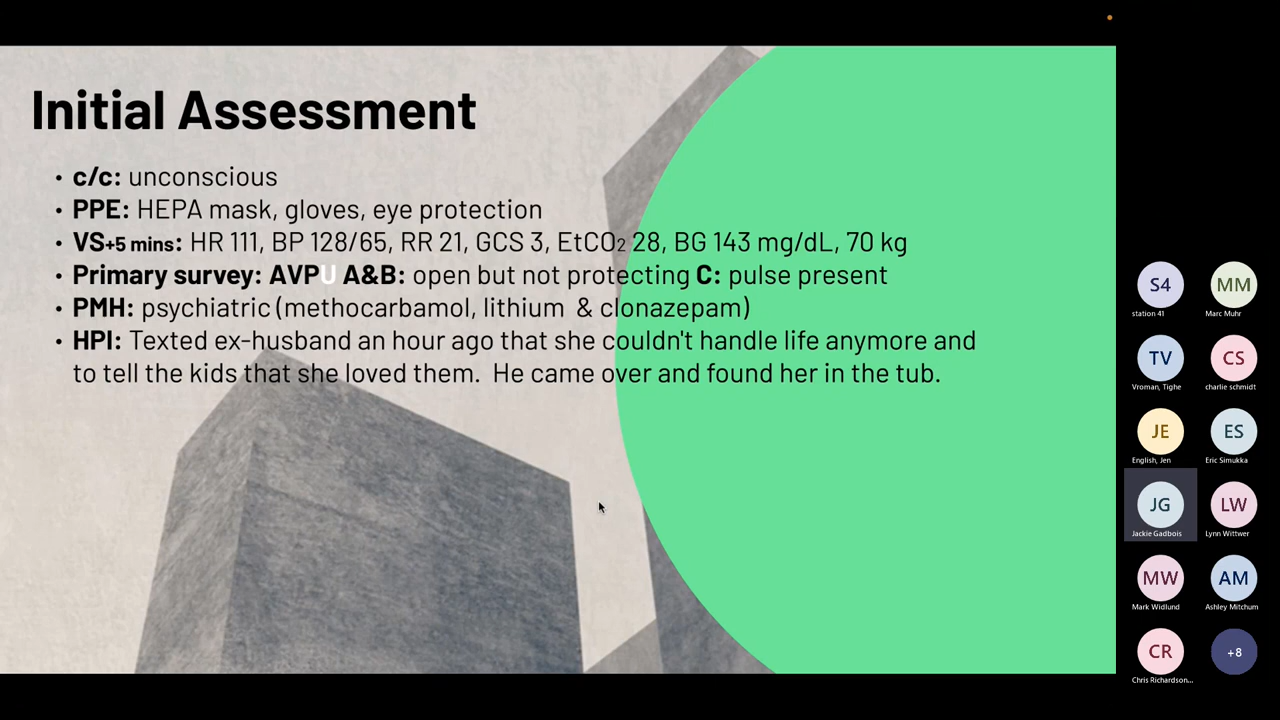 Initial Assessment
• c/c: unconscious
• PPE: HEPA mask, gloves, eye protection
• VS+5 mins: HR 111, BP 128/65, RR 21, GCS 3, EtCO2 28, BG 143 mg/dL, 70 kg
• Primary survey: AVPU A&B: open but not protecting C: pulse present
• PMH: psychiatric (methocarbamol, lithium & clonazepam)
• HPI: Texted ex-husband an hour ago that she couldn't handle life anymore and
to tell the kids that she loved them. He came over and found her in the tub.
S4 MM
station 41 Marc Muhr
TV CS
Vroman, Tighe charlie schmidt
JE ES
English, Jen Eric Simukka
JG LW
Jackie Gadbois Lynn Wittwer
MW AM
Mark Widlund Ashley Mitchum
CR +8
Chris Richardson...